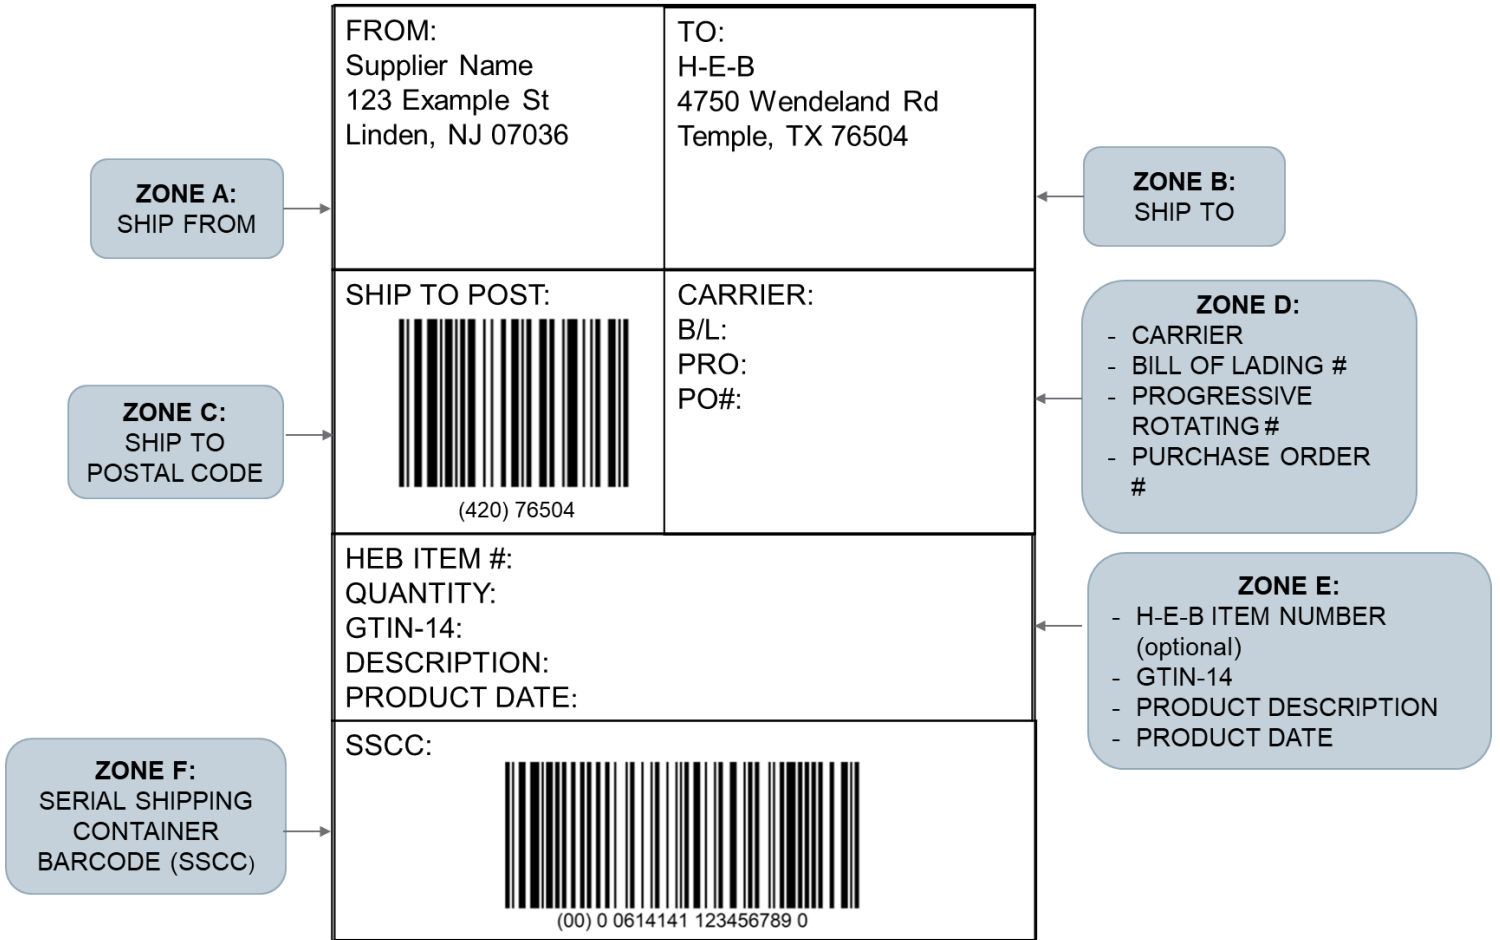 FROM:
Supplier Name
123 Example St
Linden, NJ 07036
TO:
H-E-B
4750 Wendeland Rd
Temple, TX 76504
ZONE A:
SHIP FROM
ZONE B:
SHIP TO
SHIP TO POST:
(420) 76504
CARRIER:
B/L:
PRO:
PO#:
ZONE C:
SHIP TO
POSTAL CODE
ZONE D:
- CARRIER
- BILL OF LADING #
- PROGRESSIVE
ROTATING #
- PURCHASE ORDER
#
HEB ITEM #:
QUANTITY:
GTIN-14:
DESCRIPTION:
PRODUCT DATE:
ZONE E:
- H-E-B ITEM NUMBER
(optional)
- GTIN-14
- PRODUCT DESCRIPTION
- PRODUCT DATE
SSCC:
(00) 0 0614141 123456789 0
ZONE F:
SERIAL SHIPPING
CONTAINER
BARCODE (SSCC)